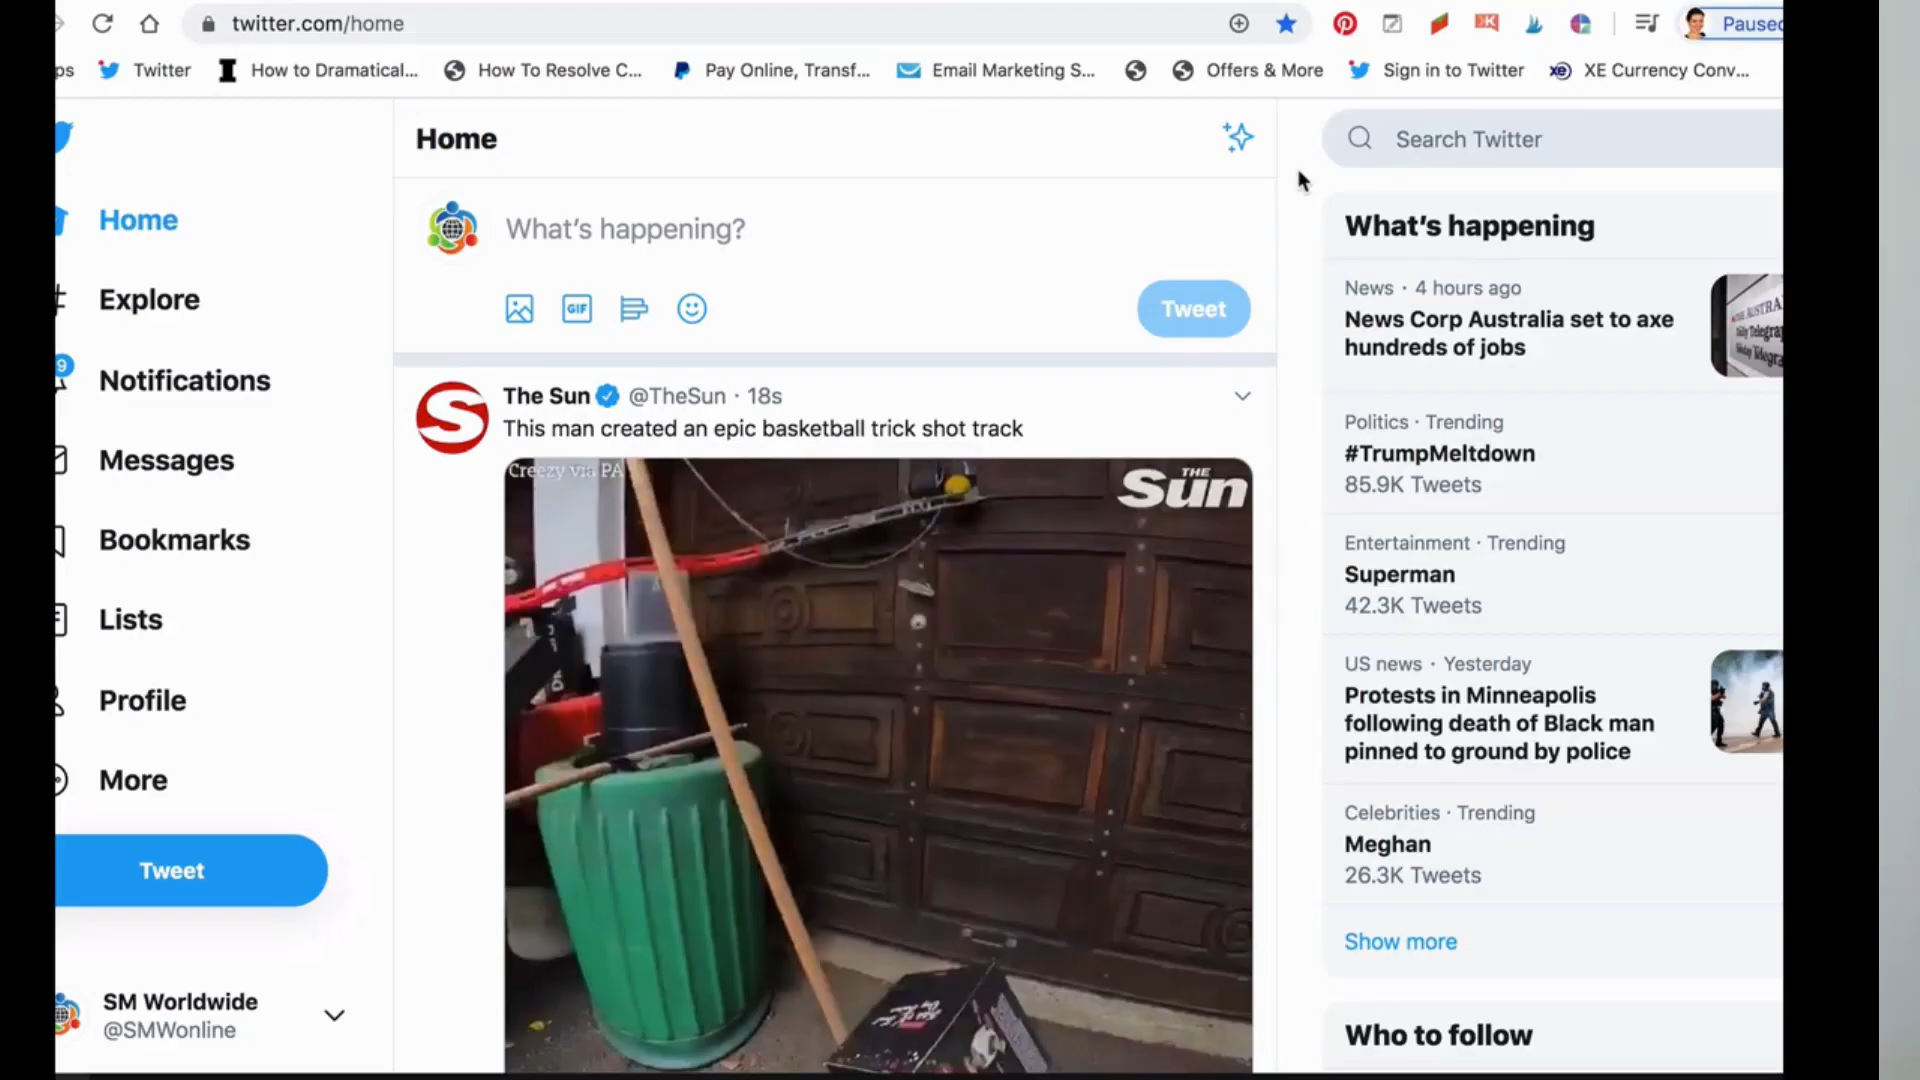 twitter.com/home
Paused
ps
Twitter
How to Dramatical...
How To Resolve C...
Pay Online, Transf...
Email Marketing S...
Offers & More
Sign in to Twitter
XE Currency Conv...
Home
Explore
9
Notifications
Messages
Bookmarks
Lists
Profile
More
Tweet
SM Worldwide
@SMWonline
Home
What's happening?
GIF
Tweet
The Sun @TheSun · 18s
This man created an epic basketball trick shot track
Creezy via PA
THE
Sun
Search Twitter
What's happening
News · 4 hours ago
News Corp Australia set to axe
hundreds of jobs
Politics · Trending
#TrumpMeltdown
85.9K Tweets
Entertainment · Trending
Superman
42.3K Tweets
US news · Yesterday
Protests in Minneapolis
following death of Black man
pinned to ground by police
Celebrities · Trending
Meghan
26.3K Tweets
Show more
Who to follow